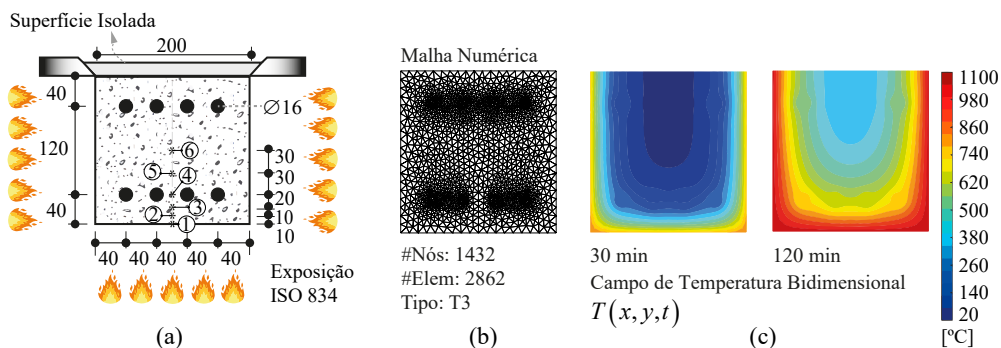 Superfície Isolada
200
40
120
40
∅16
⑥
⑤
④
③
②
①
30
30
20
10
10
40
40
40
40
40
Exposição
ISO 834
(a)
Malha Numérica
#Nós: 1432
#Elem: 2862
Tipo: T3
(b)
30 min
120 min
Campo de Temperatura Bidimensional
T(x,y,t)
(c)
1100
980
860
740
620
500
380
260
140
20
[ºC]